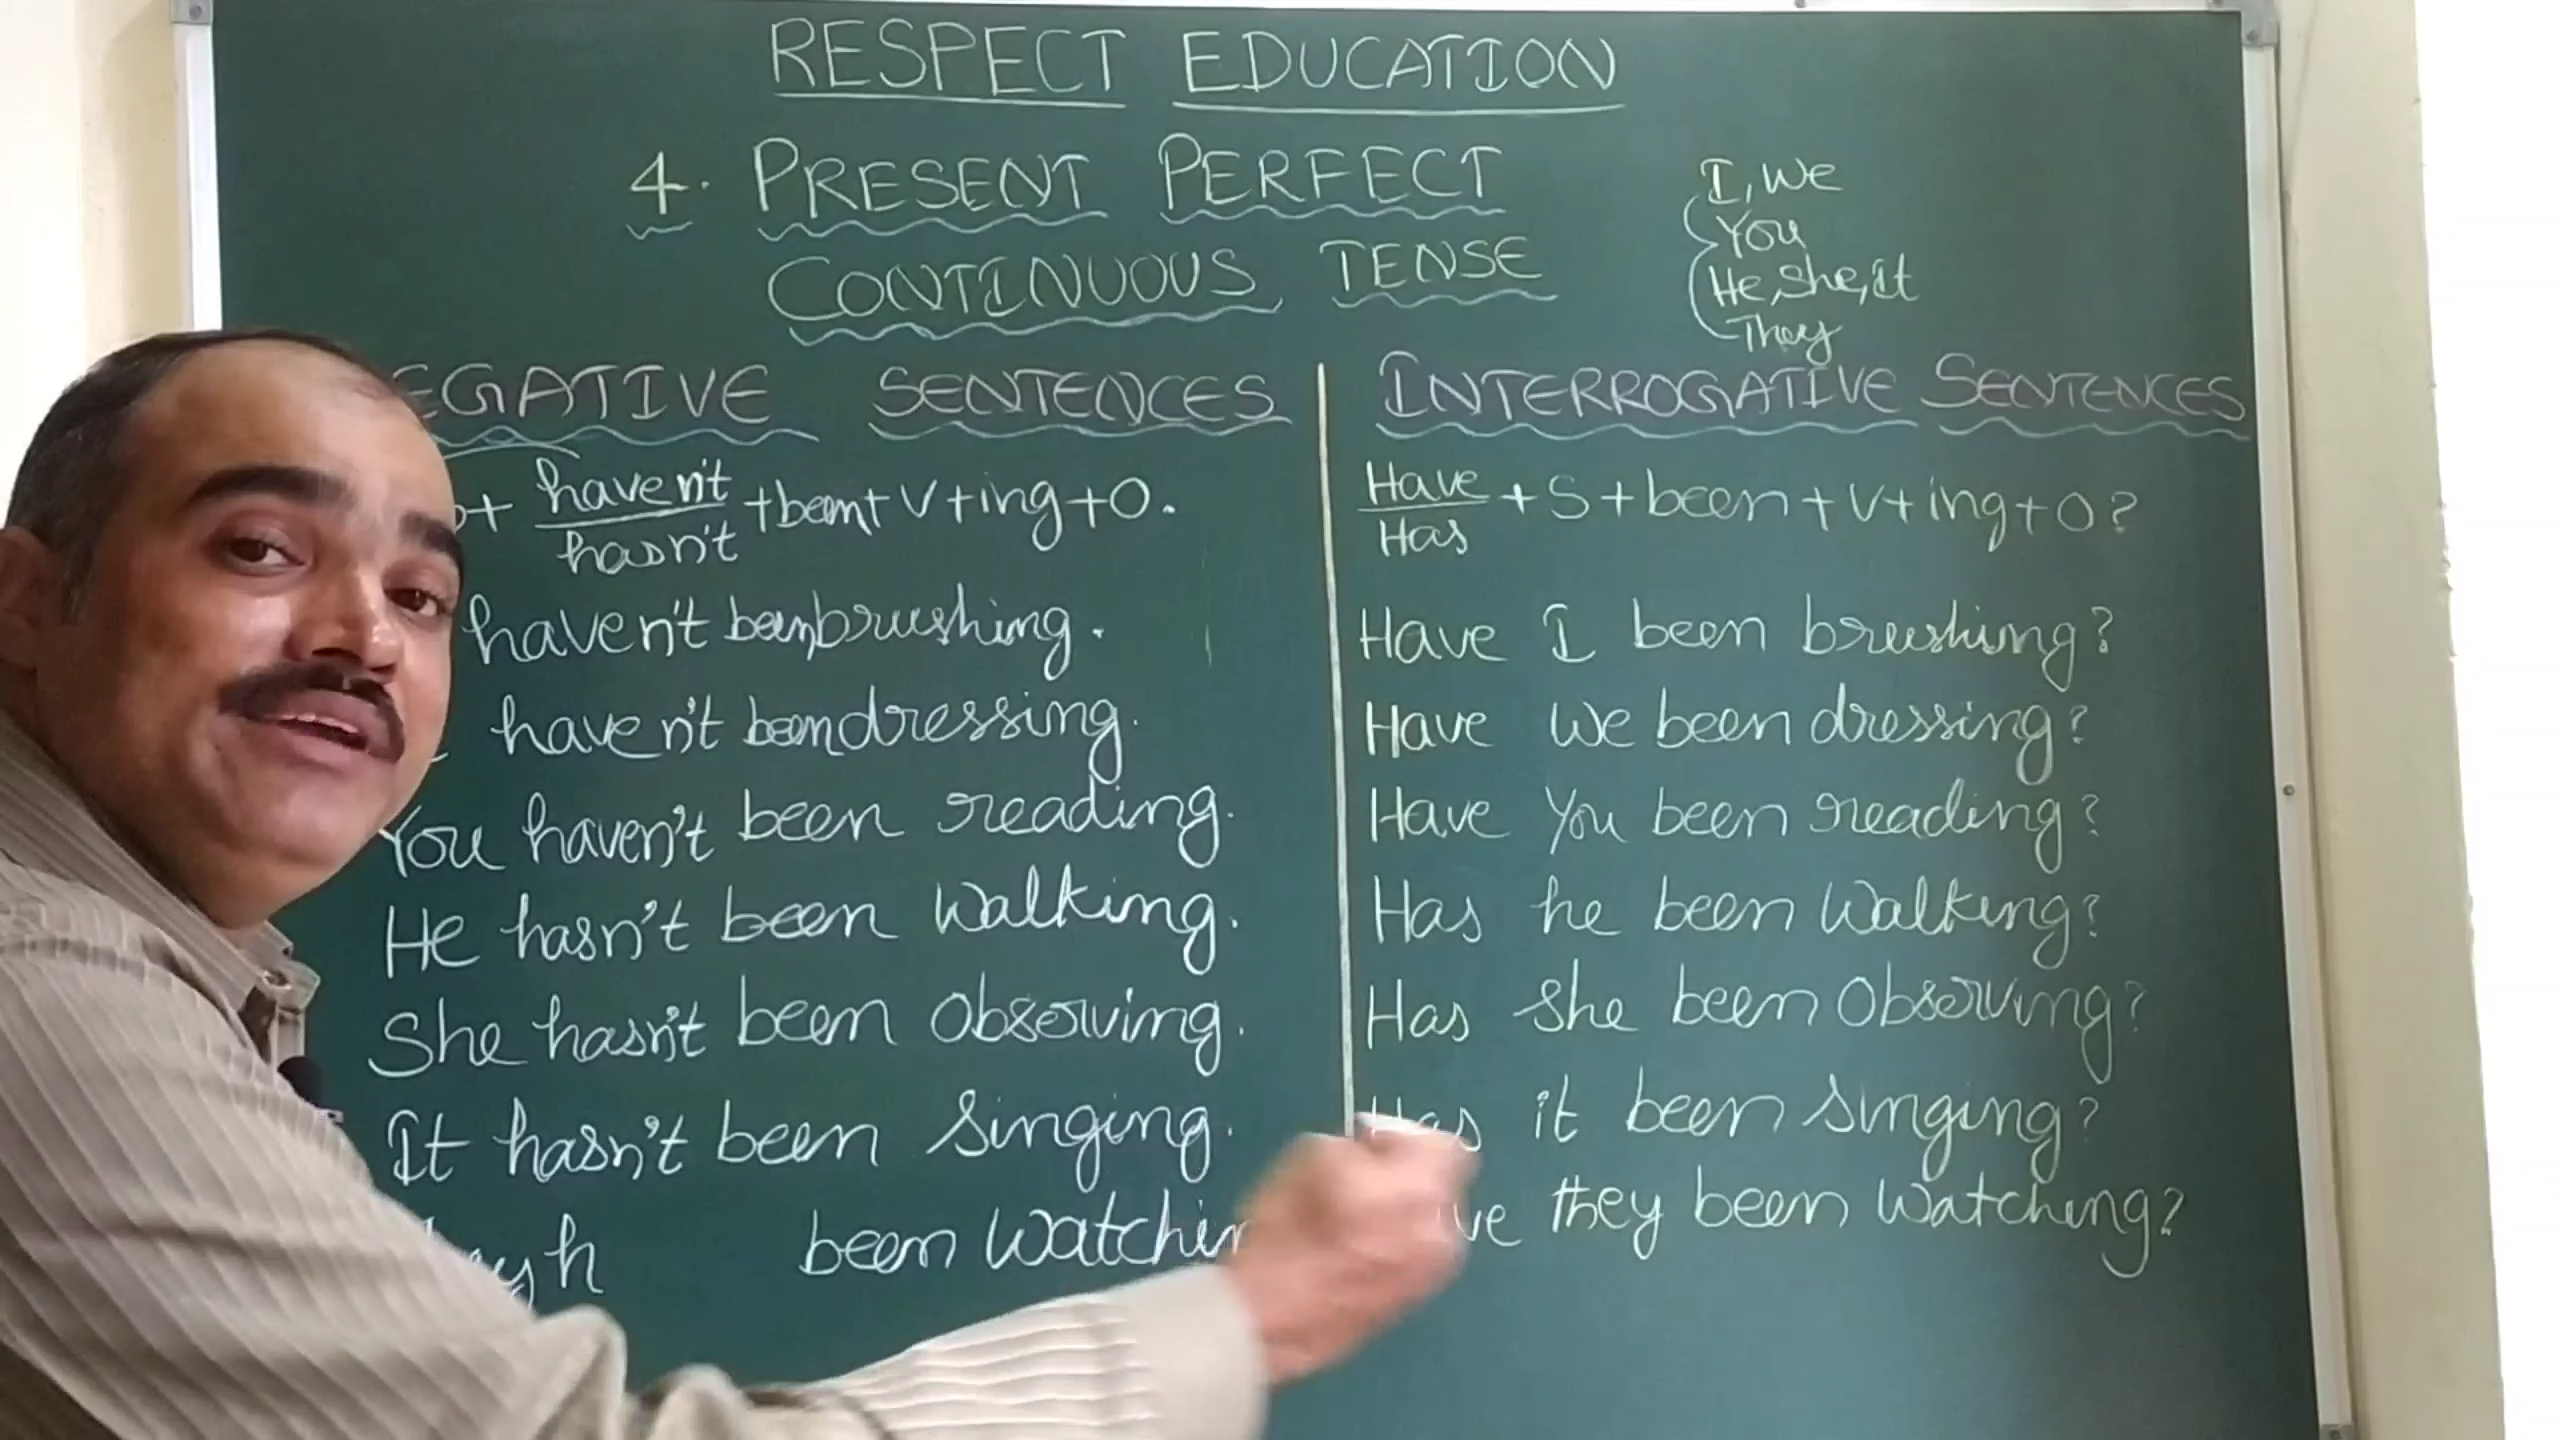 RESPECT EDUCATION
4. PRESENT PERFECT
CONTINUOUS TENSE
I, We
You
He, She, It
They
EGATIVE SENTENCES
+ haven't / hasn't + been + V + ing + O.
haven't been brushing.
haven't been dressing.
You haven't been reading.
He hasn't been walking.
She hasn't been observing.
It hasn't been singing.
been watchin
INTERROGATIVE SENTENCES
Have / Has + S + been + V + ing + O?
Have I been brushing?
Have We been dressing?
Have You been reading?
Has he been Walking?
Has She been Observing?
Has it been singing?
ve they been watching?